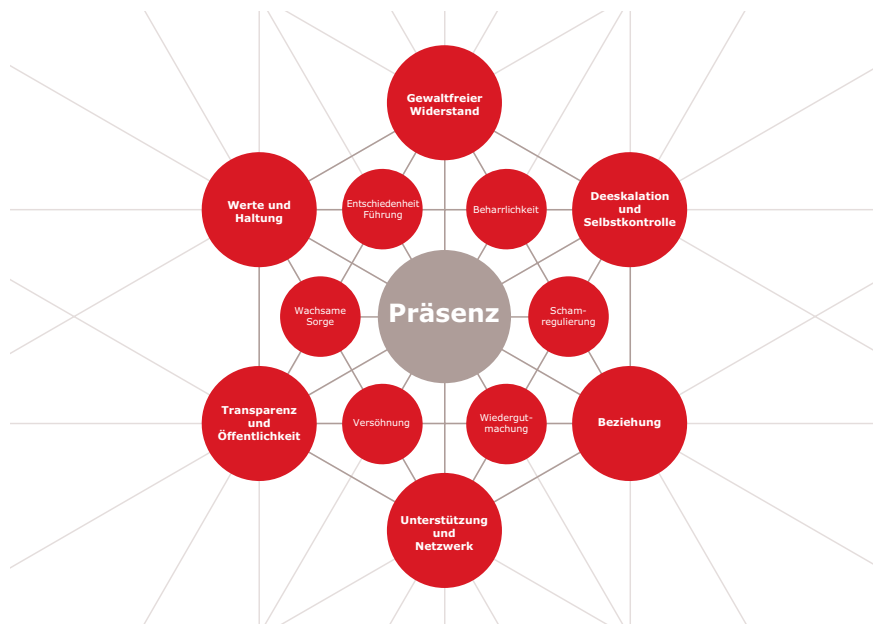 Gewaltfreier
Widerstand
Werte und
Haltung
Entschiedenheit
Führung
Beharrlichkeit
Deeskalation
und
Selbstkontrolle
Wachsame
Sorge
Präsenz
Scham-
regulierung
Transparenz
und
Öffentlichkeit
Versöhnung
Wiedergut-
machung
Beziehung
Unterstützung
und
Netzwerk